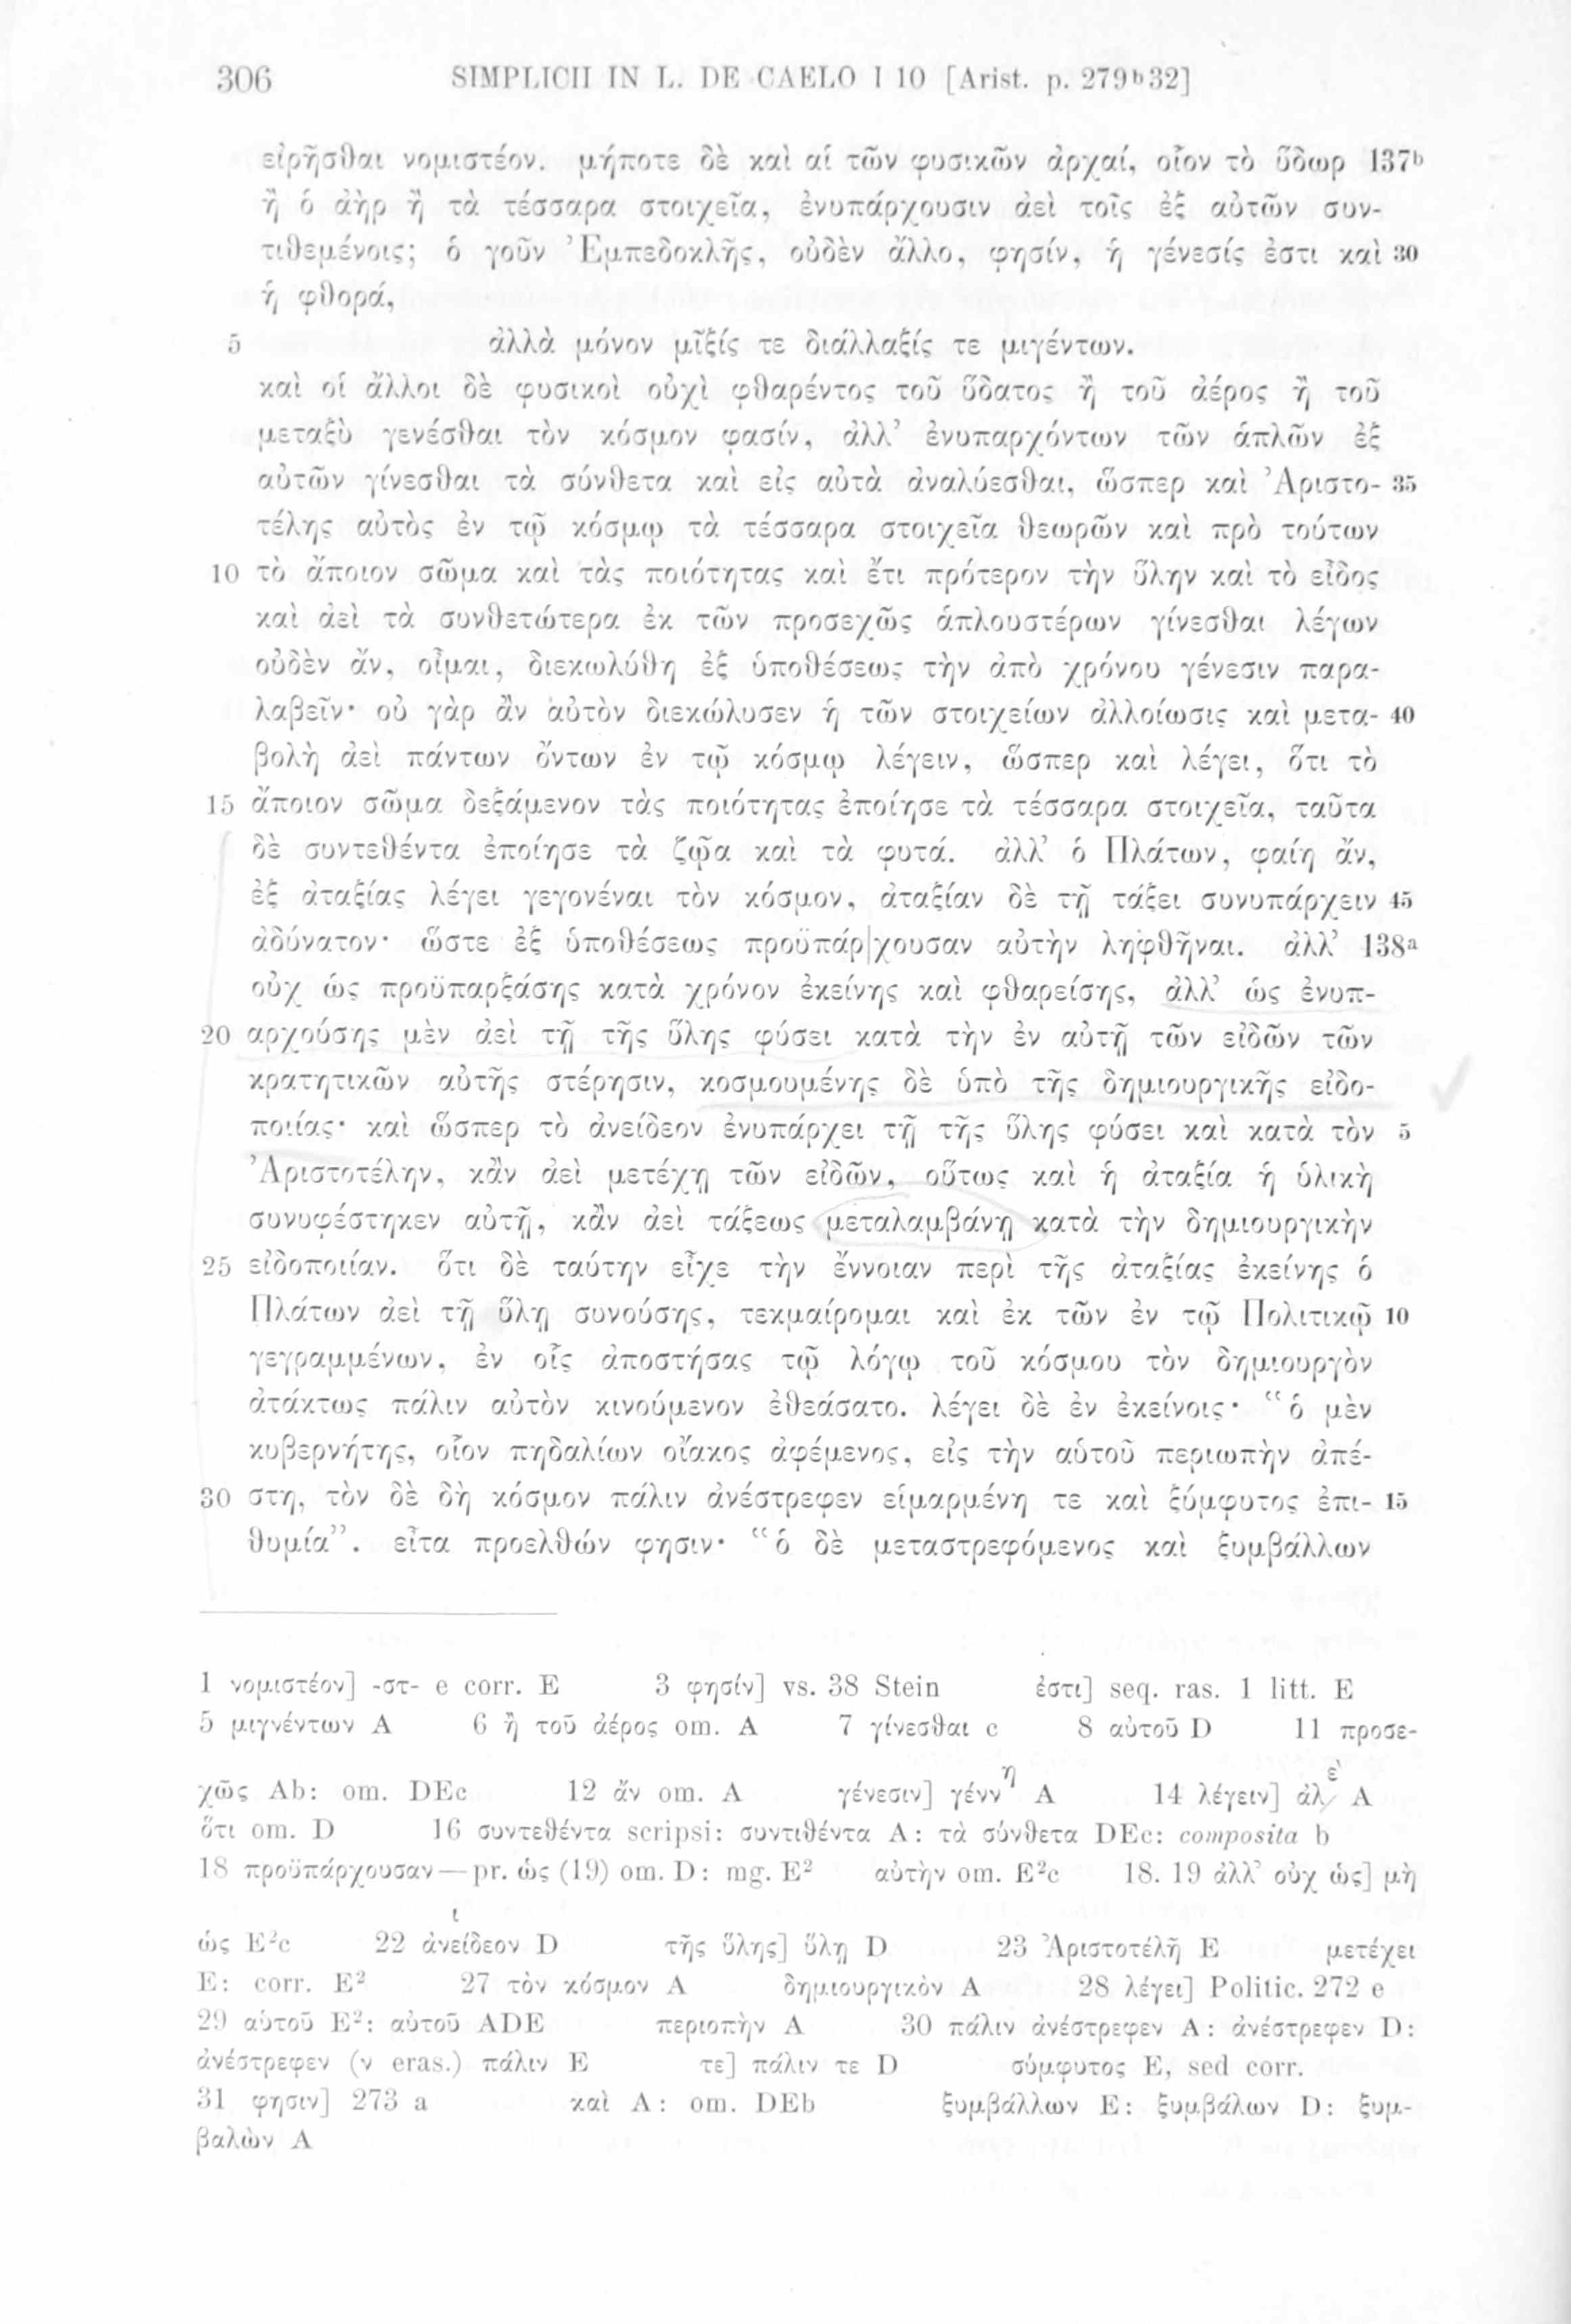 306 SIMPLICII IN L. DE CAELO I 10 [Arist. p. 279ᵇ32]
εἰρῆσθαι νομιστέον. μήποτε δὲ καὶ αἱ τῶν φυσικῶν ἀρχαί, οἷον τὸ ὕδωρ 137ᵇ
ἢ ὁ ἀὴρ ἢ τὰ τέσσαρα στοιχεῖα, ἐνυπάρχουσιν ἀεὶ τοῖς ἐξ αὐτῶν συν-
τιθεμένοις; ὁ γοῦν Ἐμπεδοκλῆς, οὐδὲν ἄλλο, φησίν, ἡ γένεσίς ἐστι καὶ 30
ἡ φθορά,
5 ἀλλὰ μόνον μῖξίς τε διάλλαξίς τε μιγέντων.
καὶ οἱ ἄλλοι δὲ φυσικοὶ οὐχὶ φθαρέντος τοῦ ὕδατος ἢ τοῦ ἀέρος ἢ τοῦ
μεταξὺ γενέσθαι τὸν κόσμον φασίν, ἀλλ’ ἐνυπαρχόντων τῶν ἁπλῶν ἐξ
αὐτῶν γίνεσθαι τὰ σύνθετα καὶ εἰς αὐτὰ ἀναλύεσθαι, ὥσπερ καὶ Ἀριστο- 35
τέλης αὐτὸς ἐν τῷ κόσμῳ τὰ τέσσαρα στοιχεῖα θεωρῶν καὶ πρὸ τούτων
10 τὸ ἄποιον σῶμα καὶ τὰς ποιότητας καὶ ἔτι πρότερον τὴν ὕλην καὶ τὸ εἶδος
καὶ ἀεὶ τὰ συνθετώτερα ἐκ τῶν προσεχῶς ἁπλουστέρων γίνεσθαι λέγων
οὐδὲν ἄν, οἶμαι, διεκωλύθη ἐξ ὑποθέσεως τὴν ἀπὸ χρόνου γένεσιν παρα-
λαβεῖν· οὐ γὰρ ἂν αὐτὸν διεκώλυσεν ἡ τῶν στοιχείων ἀλλοίωσις καὶ μετα- 40
βολὴ ἀεὶ πάντων ὄντων ἐν τῷ κόσμῳ λέγειν, ὥσπερ καὶ λέγει, ὅτι τὸ
15 ἄποιον σῶμα δεξάμενον τὰς ποιότητας ἐποίησε τὰ τέσσαρα στοιχεῖα, ταῦτα
δὲ συντεθέντα ἐποίησε τὰ ζῷα καὶ τὰ φυτά. ἀλλ’ ὁ Πλάτων, φαίη ἄν,
ἐξ ἀταξίας λέγει γεγονέναι τὸν κόσμον, ἀταξίαν δὲ τῇ τάξει συνυπάρχειν 45
ἀδύνατον· ὥστε ἐξ ὑποθέσεως προϋπάρ|χουσαν αὐτὴν ληφθῆναι. ἀλλ’ 138ᵃ
οὐχ ὡς προϋπαρξάσης κατὰ χρόνον ἐκείνης καὶ φθαρείσης, ἀλλ’ ὡς ἐνυπ-
20 αρχούσης μὲν ἀεὶ τῇ τῆς ὕλης φύσει κατὰ τὴν ἐν αὐτῇ τῶν εἰδῶν τῶν
κρατητικῶν αὐτῆς στέρησιν, κοσμουμένης δὲ ὑπὸ τῆς δημιουργικῆς εἰδο-
ποιίας· καὶ ὥσπερ τὸ ἀνείδεον ἐνυπάρχει τῇ τῆς ὕλης φύσει καὶ κατὰ τὸν 5
Ἀριστοτέλην, κἂν ἀεὶ μετέχῃ τῶν εἰδῶν, οὕτως καὶ ἡ ἀταξία ἡ ὑλικὴ
συνυφέστηκεν αὐτῇ, κἂν ἀεὶ τάξεως μεταλαμβάνῃ κατὰ τὴν δημιουργικὴν
25 εἰδοποιίαν. ὅτι δὲ ταύτην εἶχε τὴν ἔννοιαν περὶ τῆς ἀταξίας ἐκείνης ὁ
Πλάτων ἀεὶ τῇ ὕλῃ συνούσης, τεκμαίρομαι καὶ ἐκ τῶν ἐν τῷ Πολιτικῷ 10
γεγραμμένων, ἐν οἷς ἀποστήσας τῷ λόγῳ τοῦ κόσμου τὸν δημιουργὸν
ἀτάκτως πάλιν αὐτὸν κινούμενον ἐθεάσατο. λέγει δὲ ἐν ἐκείνοις· “ὁ μὲν
κυβερνήτης, οἷον πηδαλίων οἴακος ἀφέμενος, εἰς τὴν αὑτοῦ περιωπὴν ἀπέ-
30 στη, τὸν δὲ δὴ κόσμον πάλιν ἀνέστρεφεν εἱμαρμένη τε καὶ ξύμφυτος ἐπι- 15
θυμία”. εἶτα προελθών φησιν· “ὁ δὲ μεταστρεφόμενος καὶ ξυμβάλλων
1 νομιστέον] -στ- e corr. E 3 φησίν] vs. 38 Stein ἐστι] seq. ras. 1 litt. E
5 μιγνέντων A 6 ἢ τοῦ ἀέρος om. A 7 γίνεσθαι c 8 αὐτοῦ D 11 προσε-
χῶς Ab: om. DEc 12 ἄν om. A γένεσιν] γένν<sup>η</sup> A 14 λέγειν] ἀλ<sup>ὲ</sup> A
ὅτι om. D 16 συντεθέντα scripsi: συντιθέντα A: τὰ σύνθετα DEc: composita b
18 προϋπάρχουσαν—pr. ὡς (19) om. D: mg. E² αὐτὴν om. E²c 18. 19 ἀλλ’ οὐχ ὡς] μὴ
ὡς E²c 22 ἀνείδεον D τῆς ὕλης] ὕλῃ D 23 Ἀριστοτέλῆ E μετέχει
E: corr. E² 27 τὸν κόσμον A δημιουργικὸν A 28 λέγει] Politic. 272 e
29 αὑτοῦ E²: αὐτοῦ ADE περιοπὴν A 30 πάλιν ἀνέστρεφεν A: ἀνέστρεφεν D:
ἀνέστρεφεν (ν eras.) πάλιν E τε] πάλιν τε D σύμφυτος E, sed corr.
31 φησιν] 273 a καὶ A: om. DEb ξυμβάλλων E: ξυμβάλων D: ξυμ-
βαλὼν A